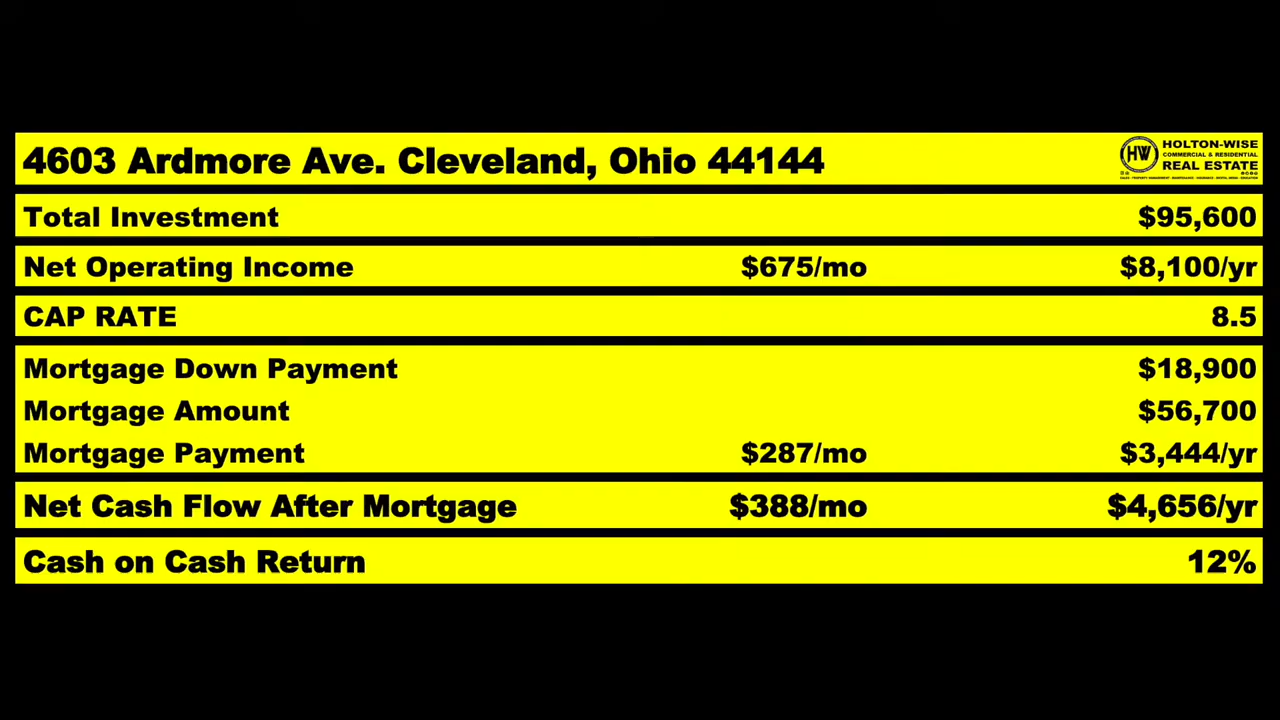 4603 Ardmore Ave. Cleveland, Ohio 44144
HW
HOLTON-WISE
COMMERCIAL & RESIDENTIAL
REAL ESTATE
Total Investment $95,600
Net Operating Income $675/mo $8,100/yr
CAP RATE 8.5
Mortgage Down Payment $18,900
Mortgage Amount $56,700
Mortgage Payment $287/mo $3,444/yr
Net Cash Flow After Mortgage $388/mo $4,656/yr
Cash on Cash Return 12%